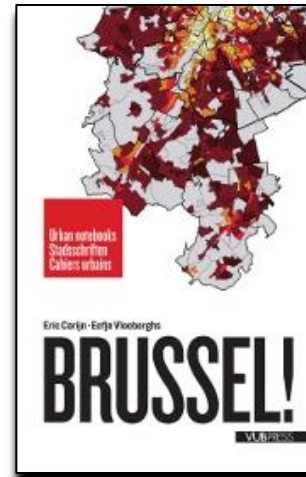 Urban notebooks
Stadsschriften
Cahiers urbains
Eric Corijn - Eefje Vloeberghs
BRUSSEL!
VUBPRESS